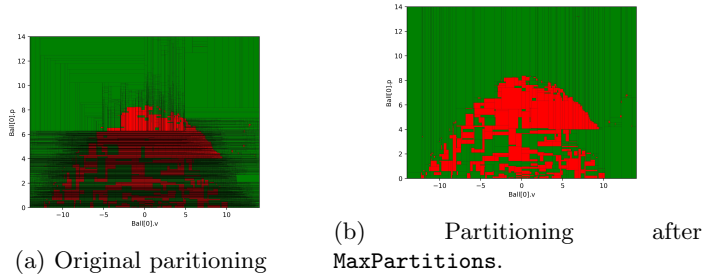 14
12
10
8
6
4
2
0
Ball[0].p
−10 −5 0 5 10
Ball[0].v
(a) Original paritioning
14
12
10
8
6
4
2
0
Ball[0].p
−10 −5 0 5 10
Ball[0].v
(b) Partitioning after
MaxPartitions.